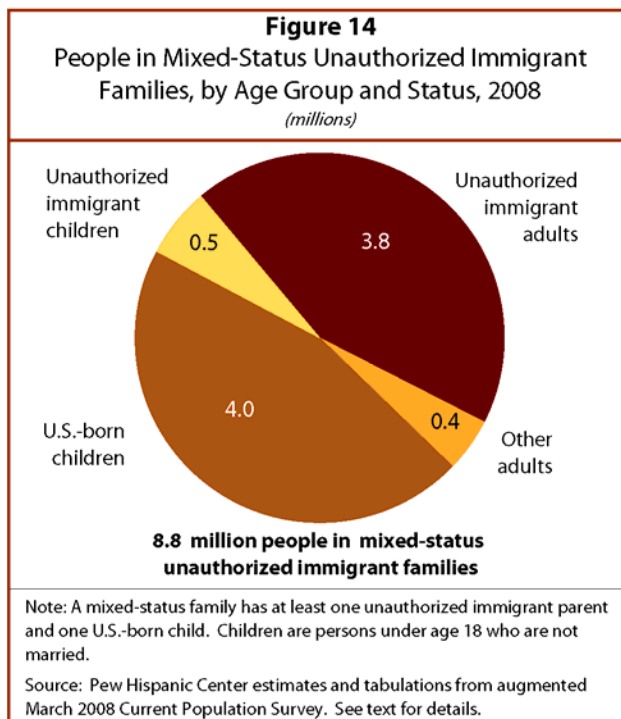 Figure 14
People in Mixed-Status Unauthorized Immigrant
Families, by Age Group and Status, 2008
(millions)
Unauthorized
immigrant
children
Unauthorized
immigrant
adults
0.5
3.8
4.0
0.4
U.S.-born
children
Other
adults
8.8 million people in mixed-status
unauthorized immigrant families
Note: A mixed-status family has at least one unauthorized immigrant parent
and one U.S.-born child. Children are persons under age 18 who are not
married.
Source: Pew Hispanic Center estimates and tabulations from augmented
March 2008 Current Population Survey. See text for details.